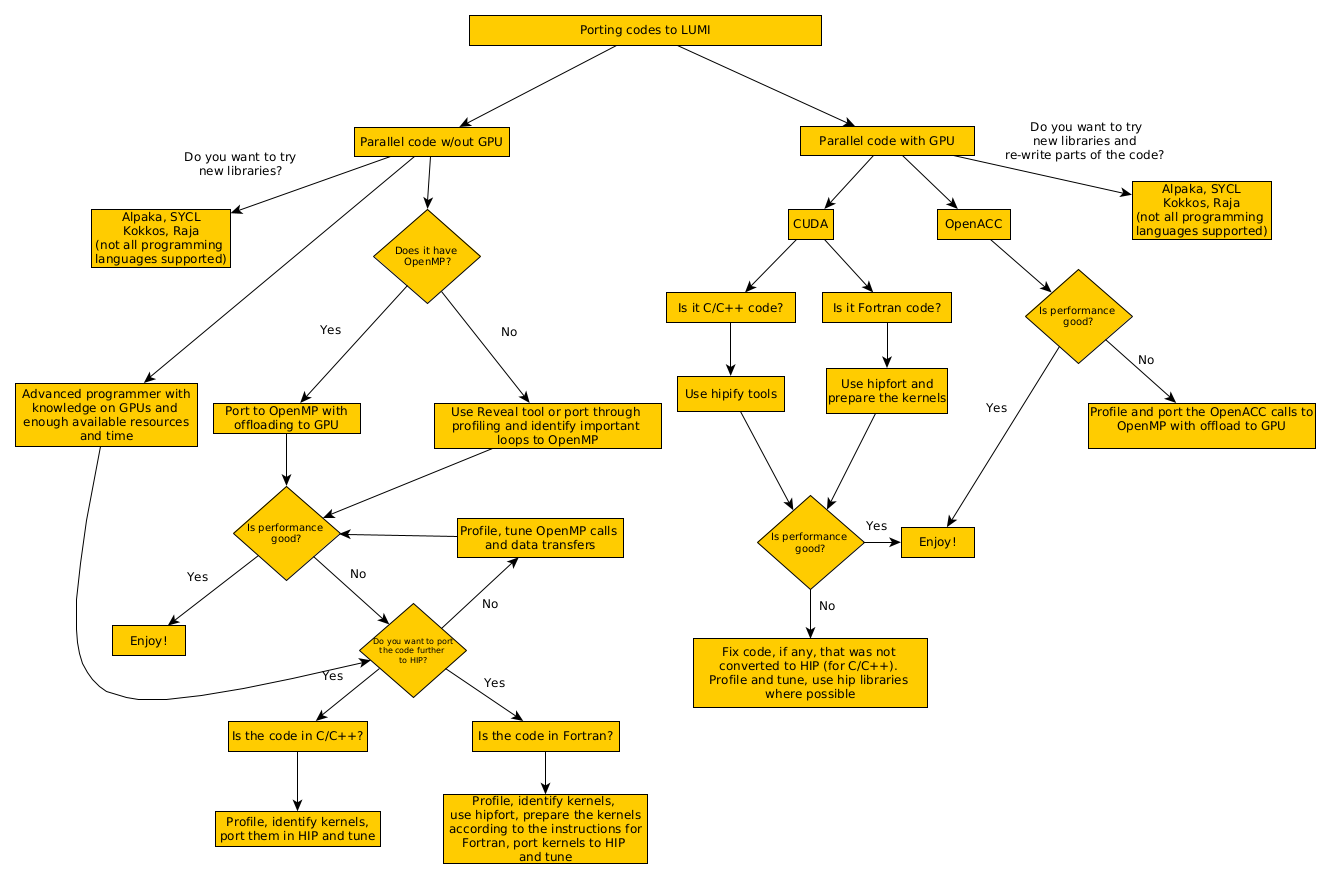 Porting codes to LUMI
Parallel code w/out GPU
Parallel code with GPU
Do you want to try
new libraries and
re-write parts of the code?
Do you want to try
new libraries?
Alpaka, SYCL
Kokkos, Raja
(not all programming
languages supported)
Alpaka, SYCL
Kokkos, Raja
(not all programming
languages supported)
CUDA
OpenACC
Does it have
OpenMP?
Is it C/C++ code?
Is it Fortran code?
Is performance
good?
Yes
No
No
Yes
Advanced programmer with
knowledge on GPUs and
enough available resources
and time
Port to OpenMP with
offloading to GPU
Use Reveal tool or port through
profiling and identify important
loops to OpenMP
Use hipify tools
Use hipfort and
prepare the kernels
Profile and port the OpenACC calls to
OpenMP with offload to GPU
Is performance
good?
Profile, tune OpenMP calls
and data transfers
Is performance
good?
Yes
Enjoy!
Yes
No
No
No
Enjoy!
Do you want to port
the code further
to HIP?
Fix code, if any, that was not
converted to HIP (for C/C++).
Profile and tune, use hip libraries
where possible
Yes
Yes
Is the code in C/C++?
Is the code in Fortran?
Profile, identify kernels,
port them in HIP and tune
Profile, identify kernels,
use hipfort, prepare the kernels
according to the instructions for
Fortran, port kernels to HIP
and tune